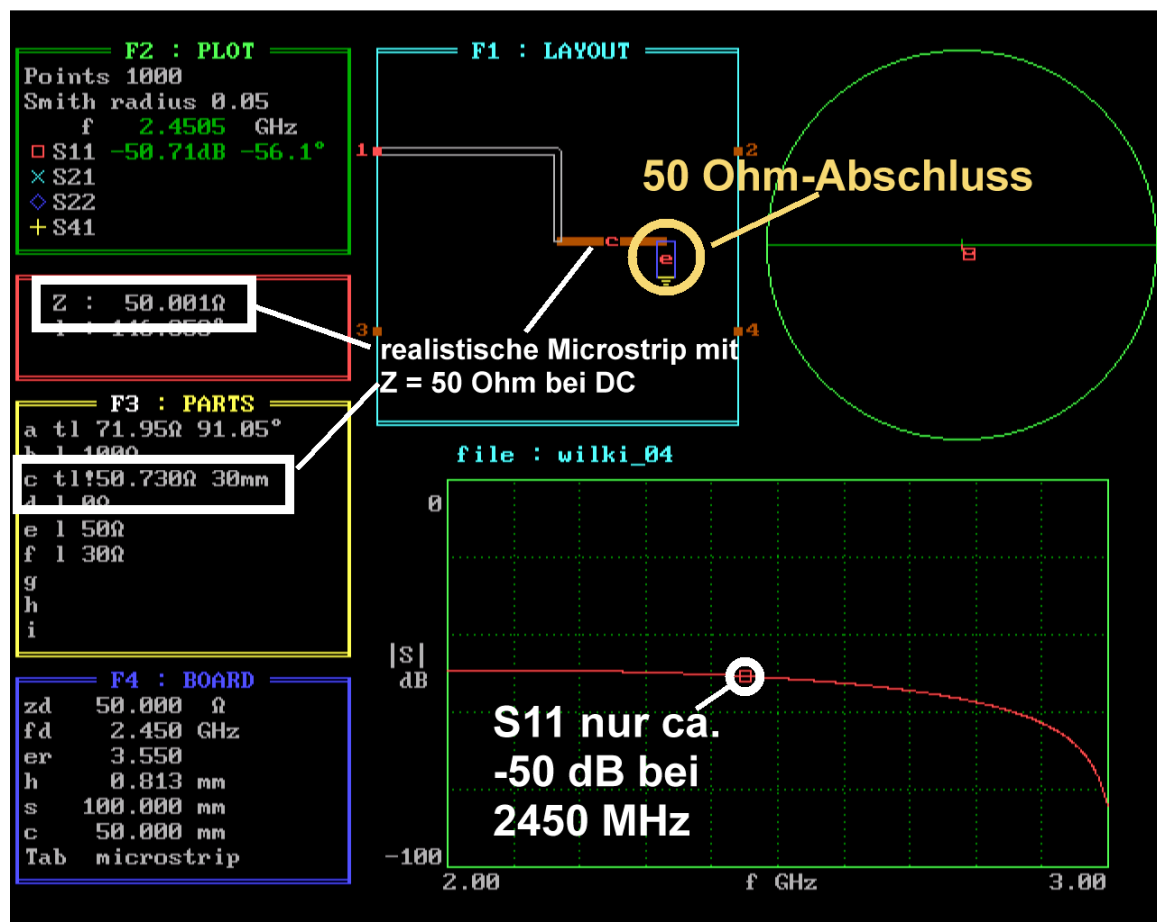 F2 : PLOT
Points 1000
Smith radius 0.05
f 2.4505 GHz
S11 -50.71dB -56.1°
S21
S22
S41
Z : 50.001Ω
F3 : PARTS
a tl 71.95Ω 91.05°
c tl!50.730Ω 30mm
e l 50Ω
f l 30Ω
g
h
i
F4 : BOARD
zd 50.000 Ω
fd 2.450 GHz
er 3.550
h 0.813 mm
s 100.000 mm
c 50.000 mm
Tab microstrip
F1 : LAYOUT
1
2
50 Ohm-Abschluss
c
e
3
4
realistische Microstrip mit
Z = 50 Ohm bei DC
file : wilki_04
0
|S|
dB
-100
S11 nur ca.
-50 dB bei
2450 MHz
2.00 f GHz 3.00